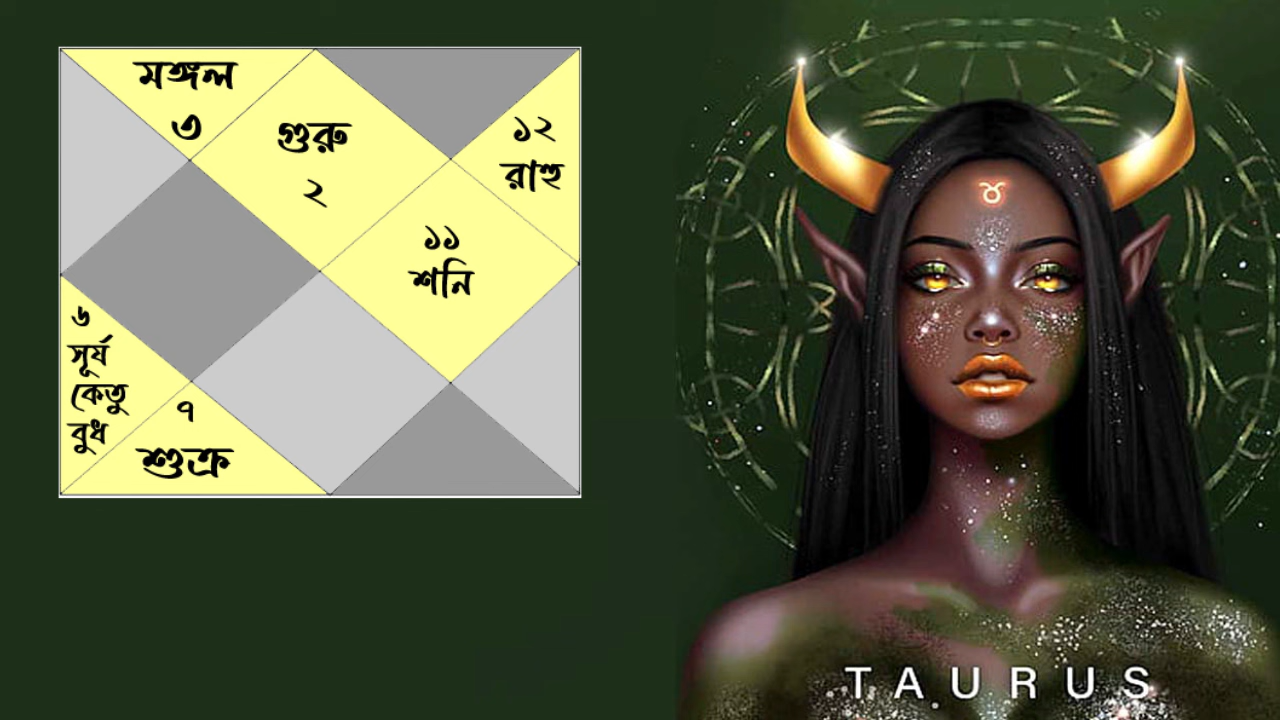 মঙ্গল
৩
গুরু
২
১২
রাহু
১১
শনি
৬
সূর্য
কেতু
বুধ
৭
শুক্র
♉
TAURUS